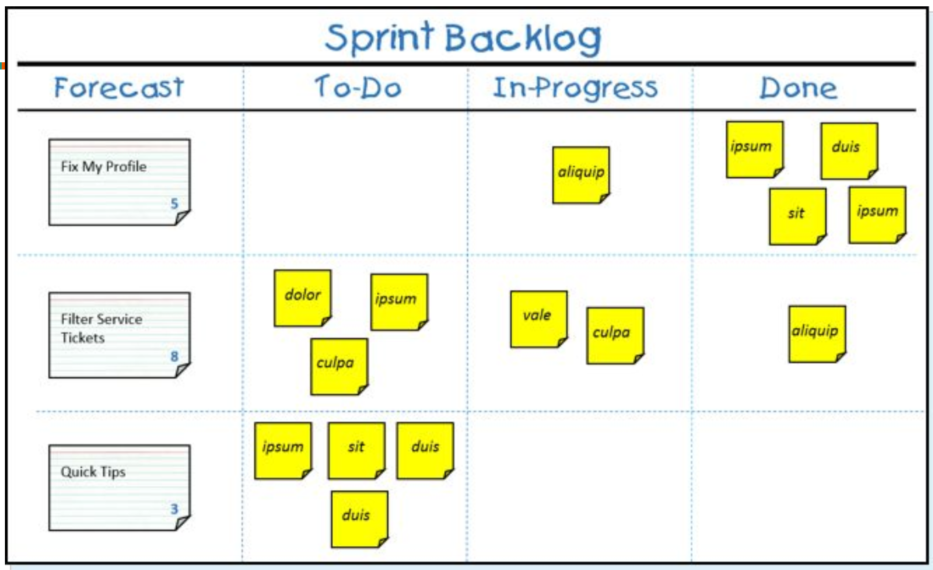 Sprint Backlog
Forecast To-Do In-Progress Done
Fix My Profile
5
aliquip
ipsum duis
sit ipsum
Filter Service
Tickets
8
dolor ipsum
culpa
vale culpa
aliquip
Quick Tips
3
ipsum sit duis
duis